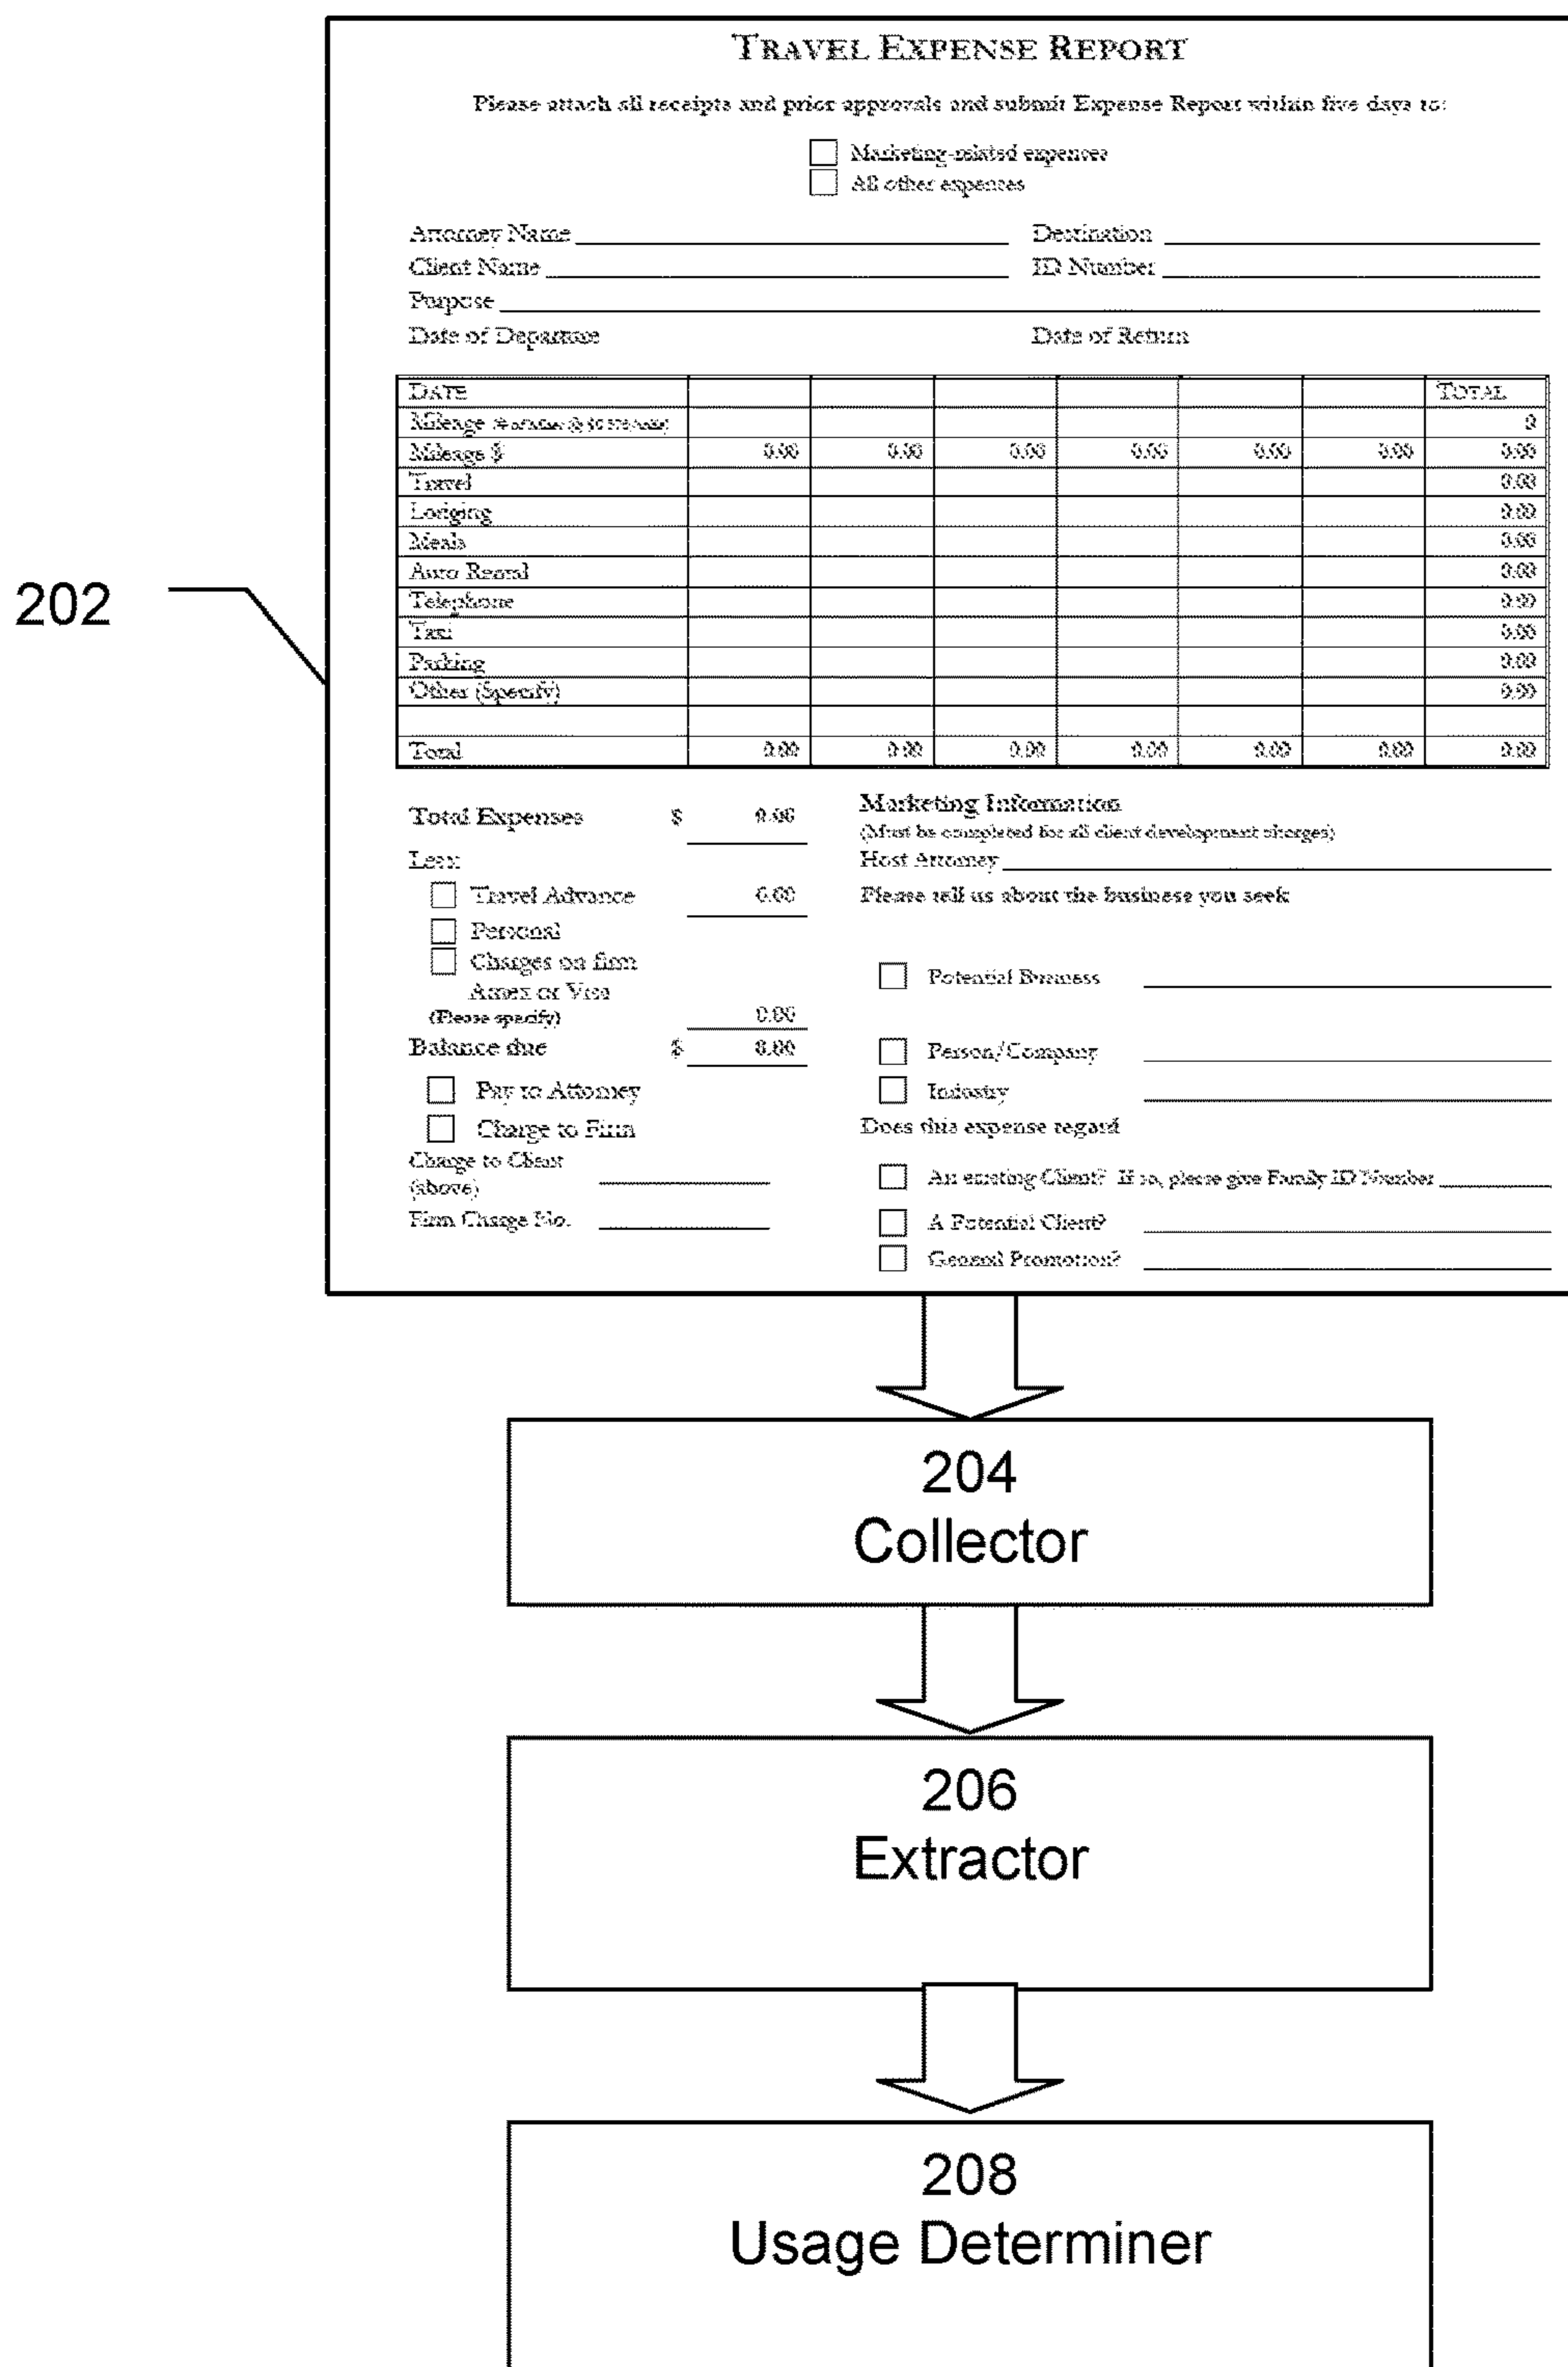 TRAVEL EXPENSE REPORT
Please attach all receipts and prior approvals and submit Expense Report within five days to:
Marketing-related expenses
All other expenses
Attorney Name Destination
Client Name ID Number
Purpose
Date of Departure Date of Return
DATE TOTAL
Mileage 0
Mileage $ 0.00 0.00 0.00 0.00 0.00 0.00 0.00
Travel 0.00
Lodging 0.00
Meals 0.00
Auto Rental 0.00
Telephone 0.00
202
Taxi 0.00
Parking 0.00
Other (Specify) 0.00
Total 0.00 0.00 0.00 0.00 0.00 0.00 0.00
Total Expenses $ 0.00
Less:
Travel Advance 0.00
Personal
Charges on firm
Amex or Visa
(Please specify) 0.00
Balance due $ 0.00
Pay to Attorney
Charge to Firm
Charge to Client
(above)
Firm Charge No.
Marketing Information
(Must be completed for all client development charges)
Host Attorney
Please tell us about the business you seek
Potential Business
Person/Company
Industry
Does this expense regard
An existing Client? If so, please give Family ID Number
A Potential Client?
General Promotion?
204
Collector
206
Extractor
208
Usage Determiner